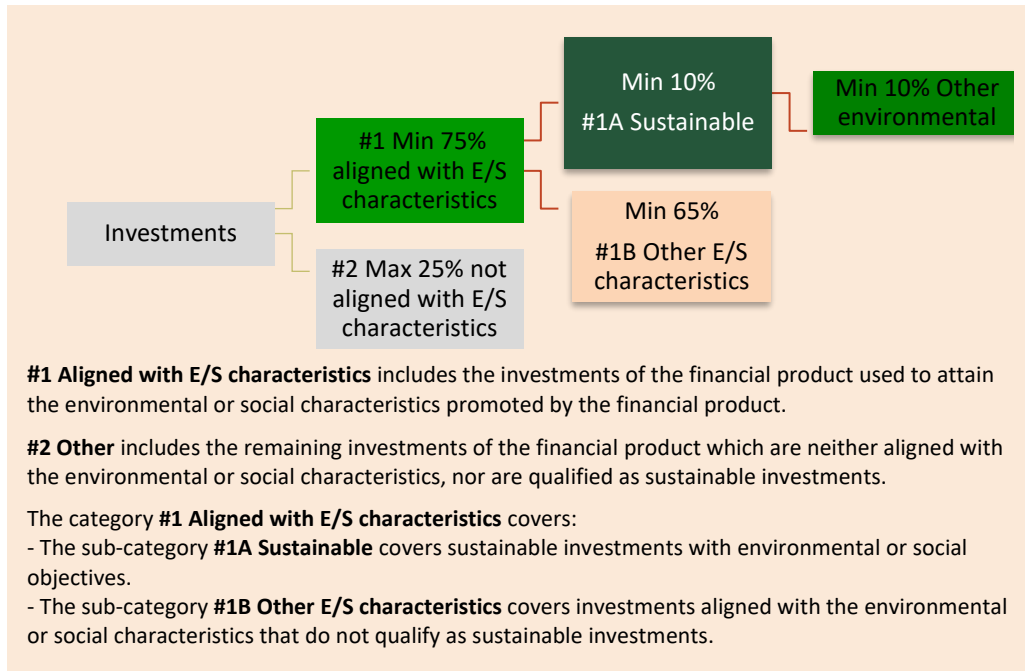 Min 10%
#1A Sustainable
Min 10% Other
environmental
#1 Min 75%
aligned with E/S
characteristics
Investments
Min 65%
#1B Other E/S
characteristics
#2 Max 25% not
aligned with E/S
characteristics
#1 Aligned with E/S characteristics includes the investments of the financial product used to attain
the environmental or social characteristics promoted by the financial product.
#2 Other includes the remaining investments of the financial product which are neither aligned with
the environmental or social characteristics, nor are qualified as sustainable investments.
The category #1 Aligned with E/S characteristics covers:
- The sub-category #1A Sustainable covers sustainable investments with environmental or social
objectives.
- The sub-category #1B Other E/S characteristics covers investments aligned with the environmental
or social characteristics that do not qualify as sustainable investments.